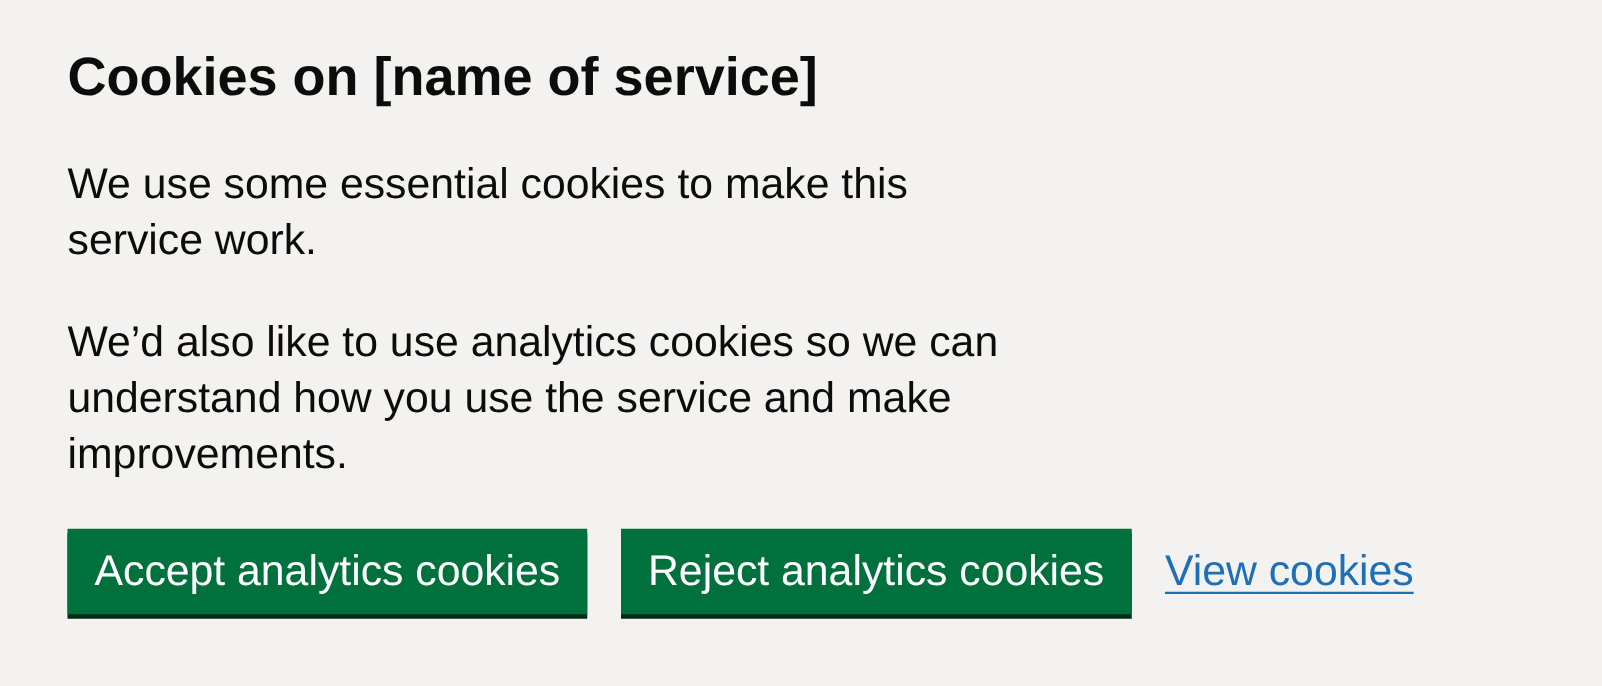 Cookies on [name of service]
We use some essential cookies to make this
service work.
We’d also like to use analytics cookies so we can
understand how you use the service and make
improvements.
Accept analytics cookies Reject analytics cookies View cookies